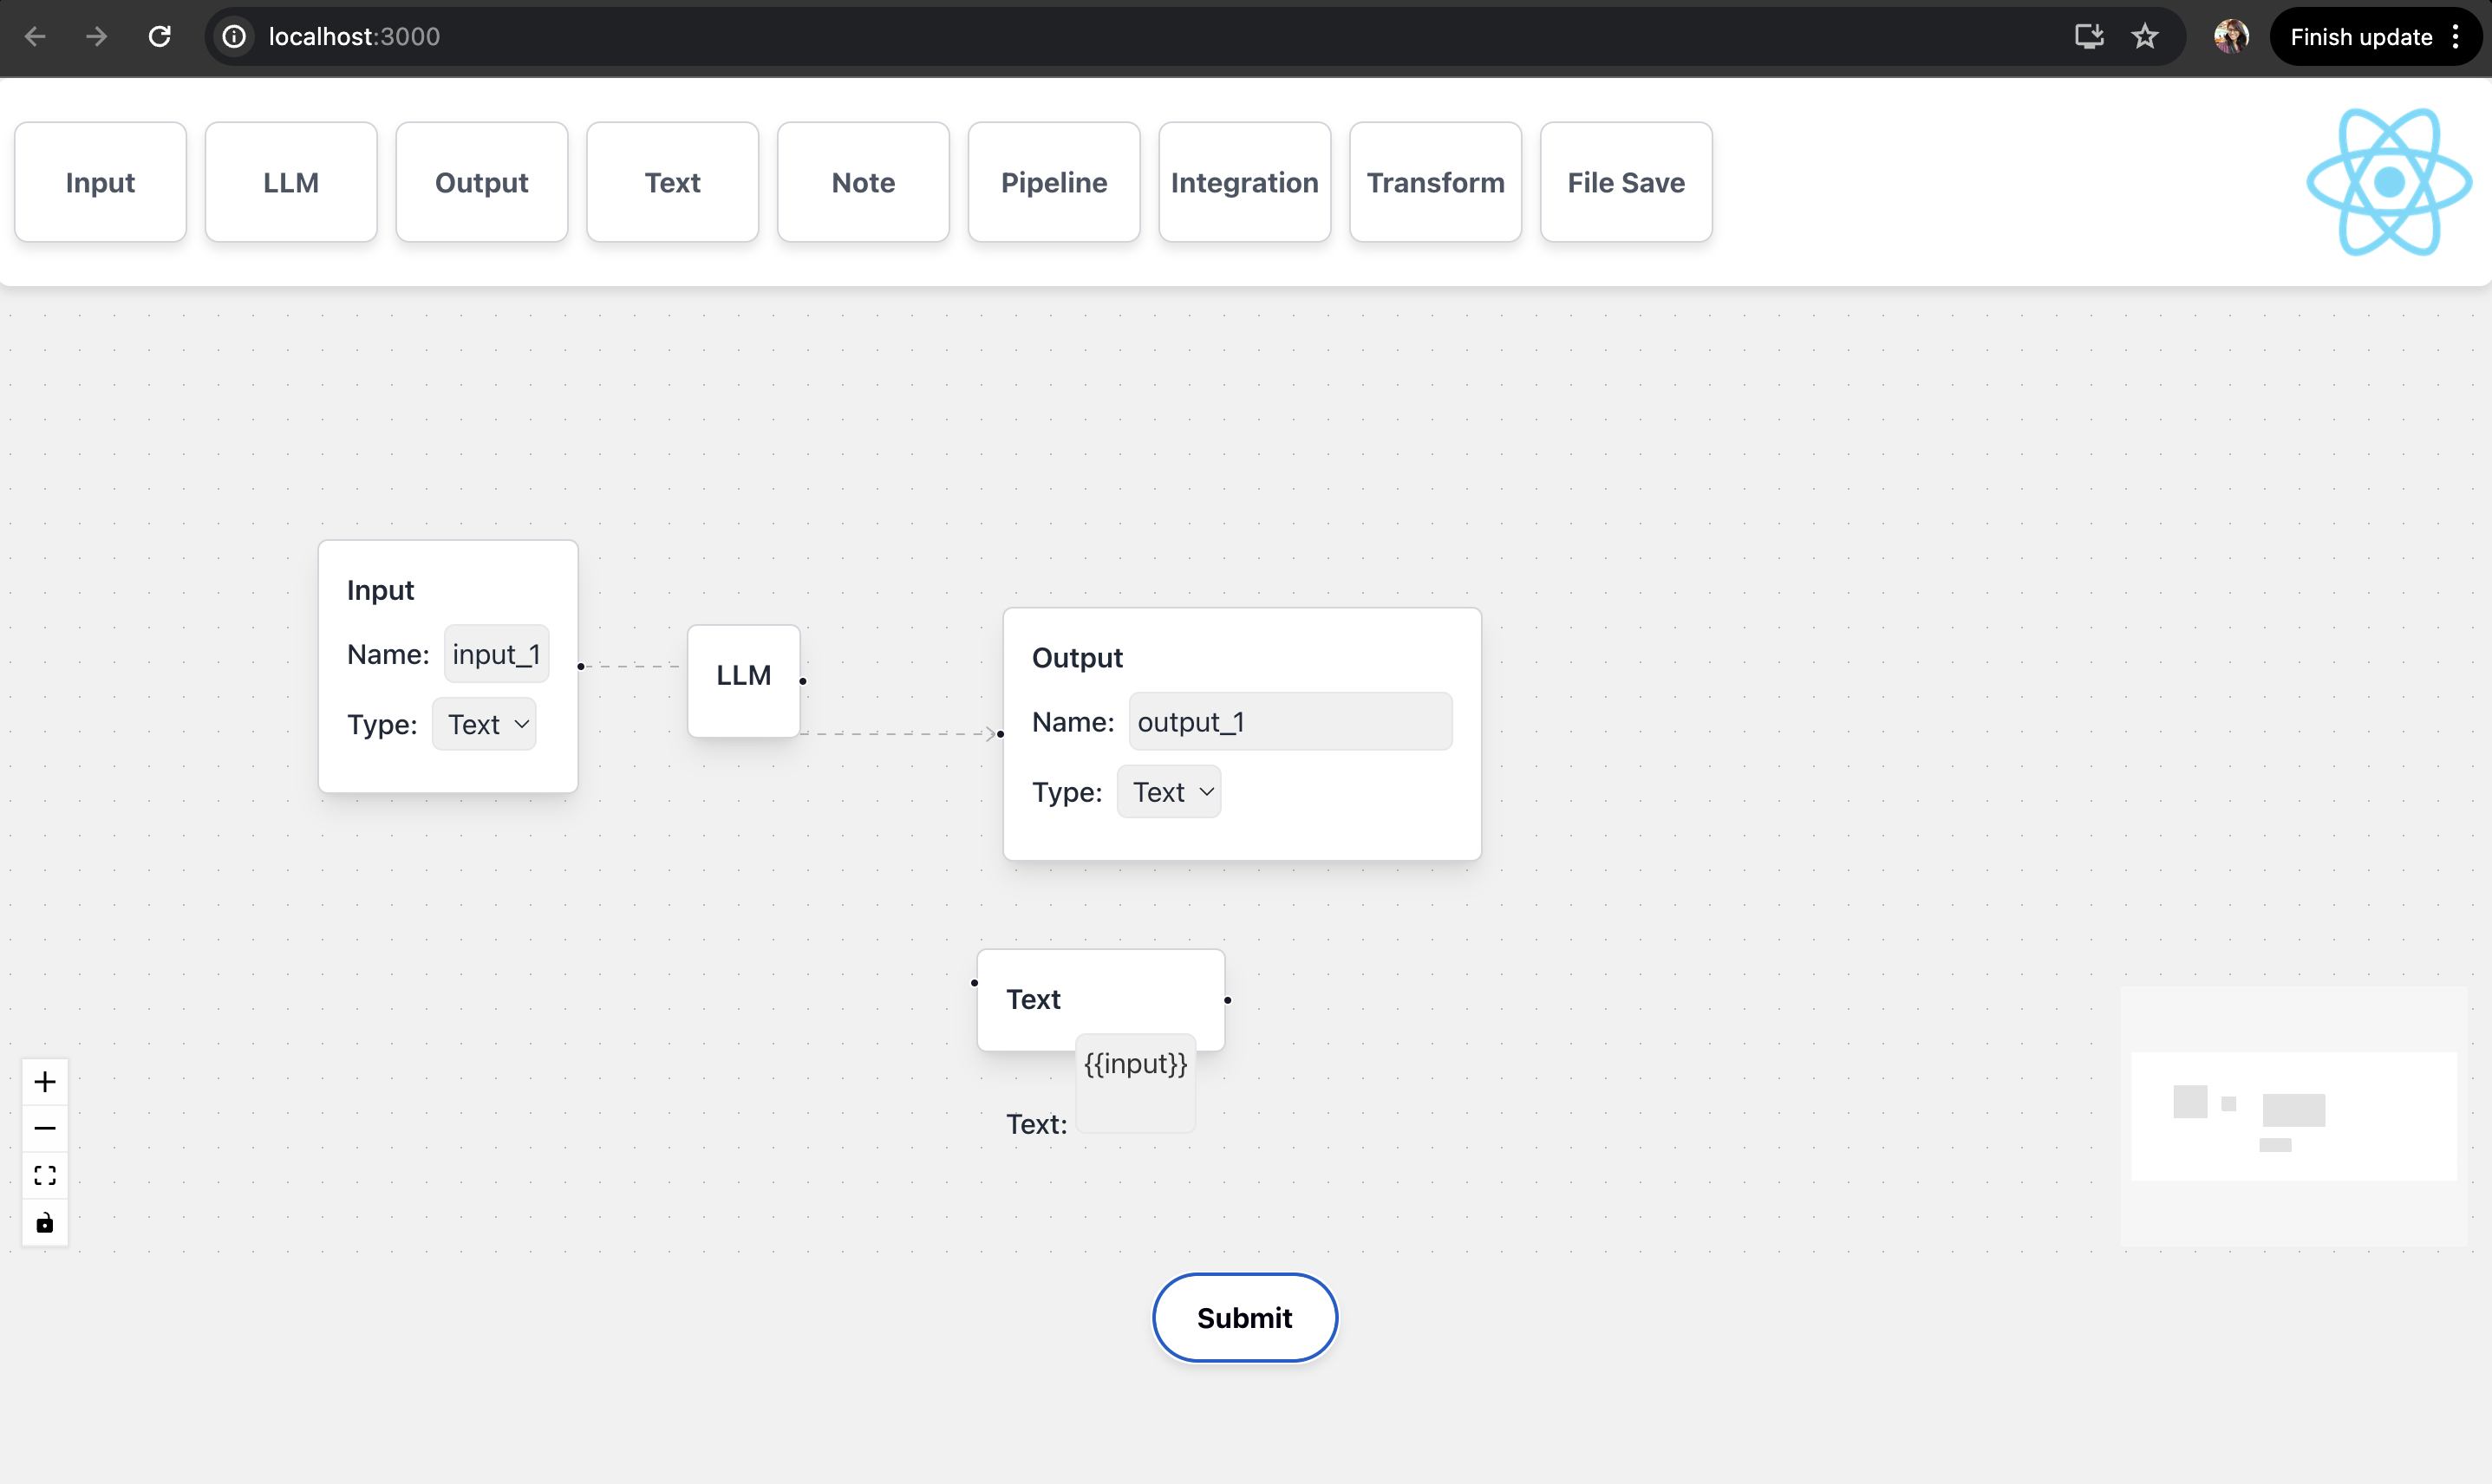 localhost:3000
Finish update
Input
LLM
Output
Text
Note
Pipeline
Integration
Transform
File Save
Input
Name: input_1
Type: Text
LLM
Output
Name: output_1
Type: Text
Text
{{input}}
Text:
Submit